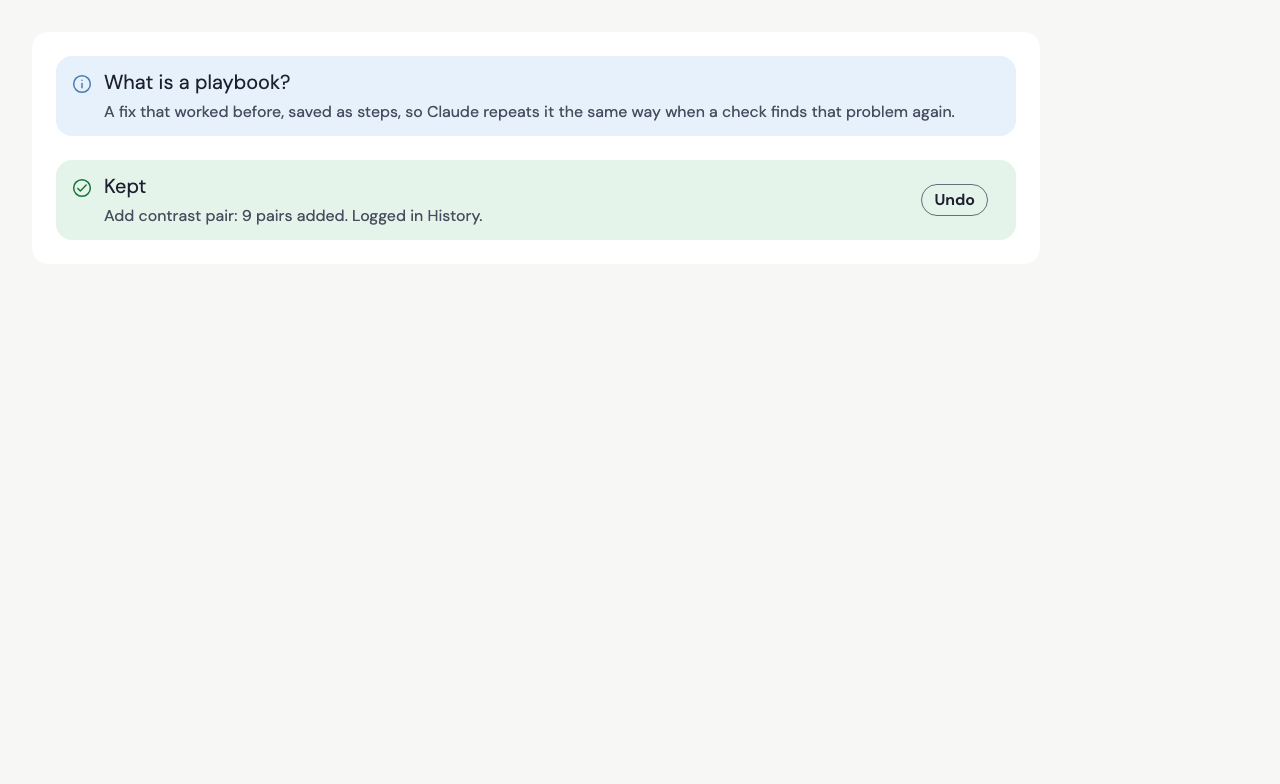 What is a playbook?
A fix that worked before, saved as steps, so Claude repeats it the same way when a check finds that problem again.
Kept
Add contrast pair: 9 pairs added. Logged in History.
Undo